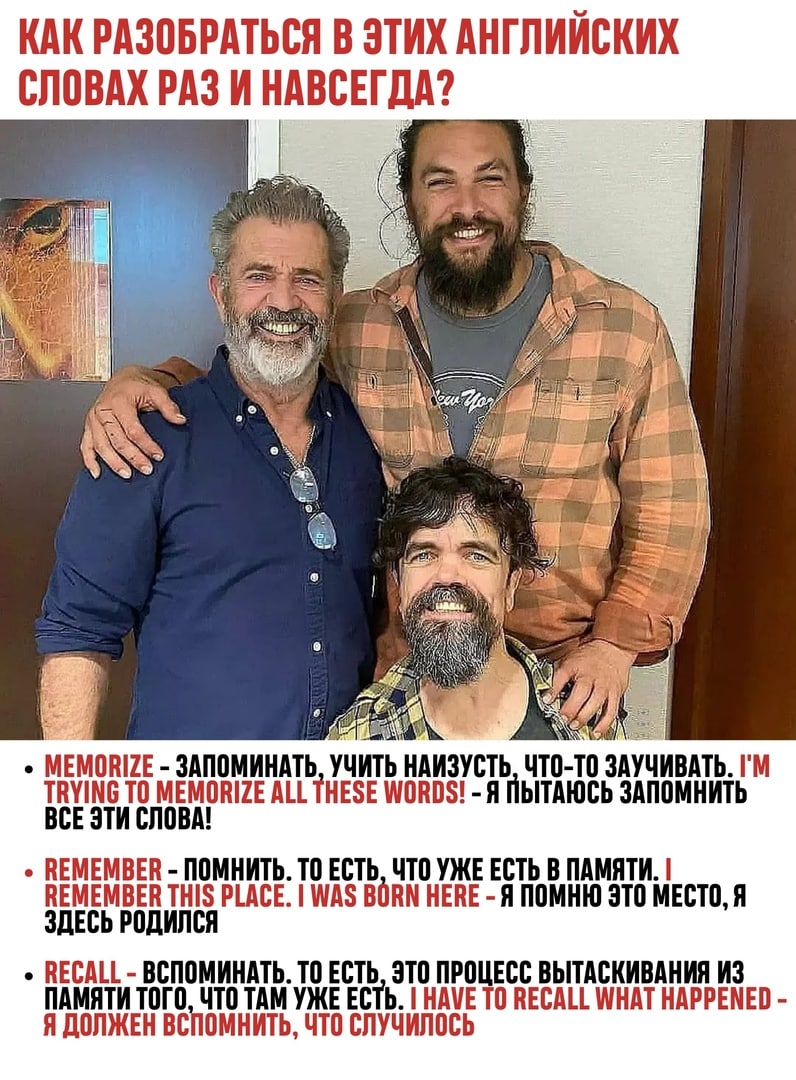 КАК РАЗОБРАТЬСЯ В ЭТИХ АНГЛИЙСКИХ
СЛОВАХ РАЗ И НАВСЕГДА?
New York
• MEMORIZE - ЗАПОМИНАТЬ, УЧИТЬ НАИЗУСТЬ, ЧТО-ТО ЗАУЧИВАТЬ. I'M
TRYING TO MEMORIZE ALL THESE WORDS! - Я ПЫТАЮСЬ ЗАПОМНИТЬ
ВСЕ ЭТИ СЛОВА!
• REMEMBER - ПОМНИТЬ. ТО ЕСТЬ, ЧТО УЖЕ ЕСТЬ В ПАМЯТИ. I
REMEMBER THIS PLACE. I WAS BORN HERE - Я ПОМНЮ ЭТО МЕСТО, Я
ЗДЕСЬ РОДИЛСЯ
• RECALL - ВСПОМИНАТЬ. ТО ЕСТЬ, ЭТО ПРОЦЕСС ВЫТАСКИВАНИЯ ИЗ
ПАМЯТИ ТОГО, ЧТО ТАМ УЖЕ ЕСТЬ. I HAVE TO RECALL WHAT HAPPENED -
Я ДОЛЖЕН ВСПОМНИТЬ, ЧТО СЛУЧИЛОСЬ